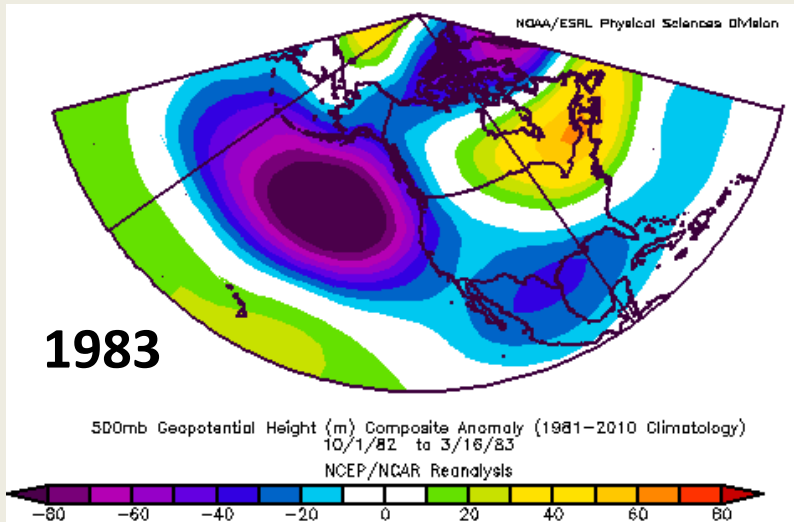 NOAA/ESRL Physical Sciences Division
1983
500mb Geopotential Height (m) Composite Anomaly (1981-2010 Climatology)
10/1/82 to 3/16/83
NCEP/NCAR Reanalysis
-80 -60 -40 -20 0 20 40 60 80